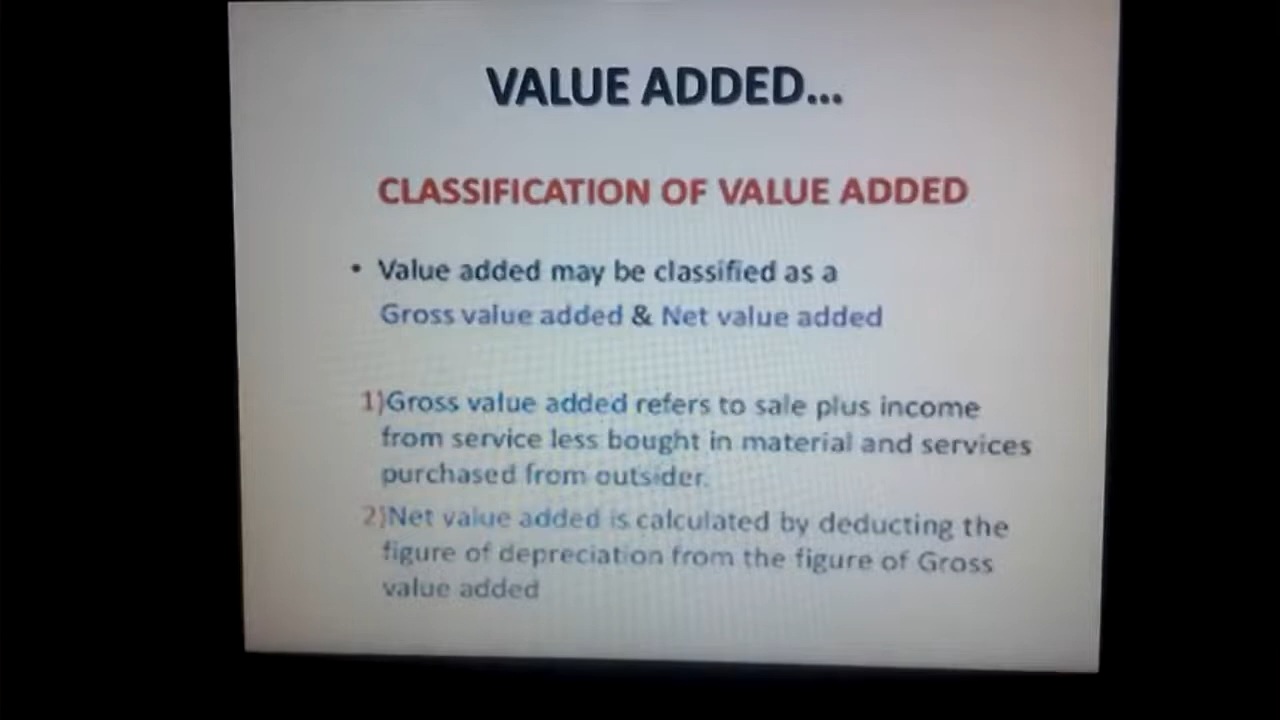 VALUE ADDED...
CLASSIFICATION OF VALUE ADDED
• Value added may be classified as a
Gross value added & Net value added
1)Gross value added refers to sale plus income
from service less bought in material and services
purchased from outsider.
2)Net value added is calculated by deducting the
figure of depreciation from the figure of Gross
value added